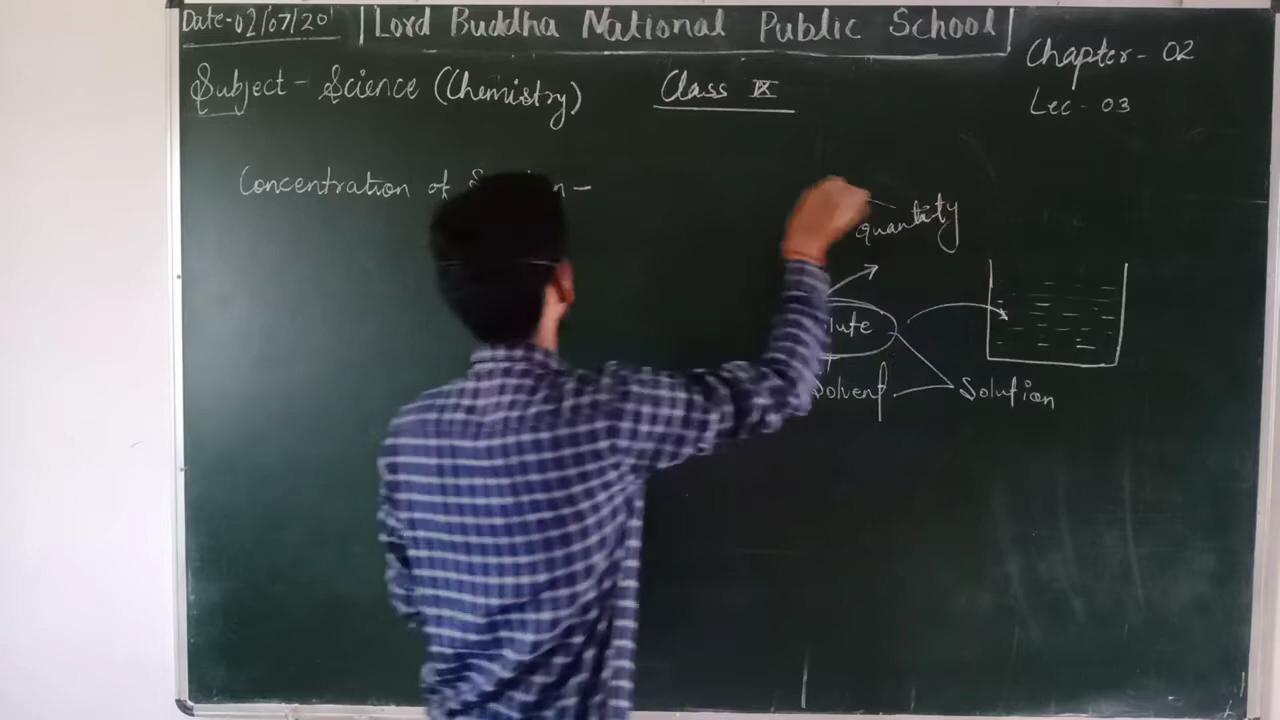 Date-02/07/20
Lord Buddha National Public School
Chapter- 02
Subject - Science (Chemistry)
Class IX
Lec - 03
Concentration of
quantity
Solvent
Solution